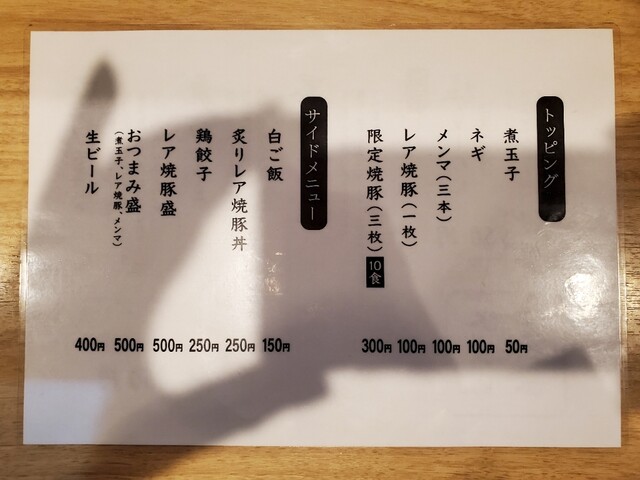 トッピング
煮玉子 50円
ネギ 100円
メンマ（三本） 100円
レア焼豚（一枚） 100円
限定焼豚（三枚）10食 300円
サイドメニュー
白ご飯 150円
炙りレア焼豚丼 250円
鶏餃子 250円
レア焼豚盛 500円
おつまみ盛 500円
（煮玉子、レア焼豚、メンマ）
生ビール 400円